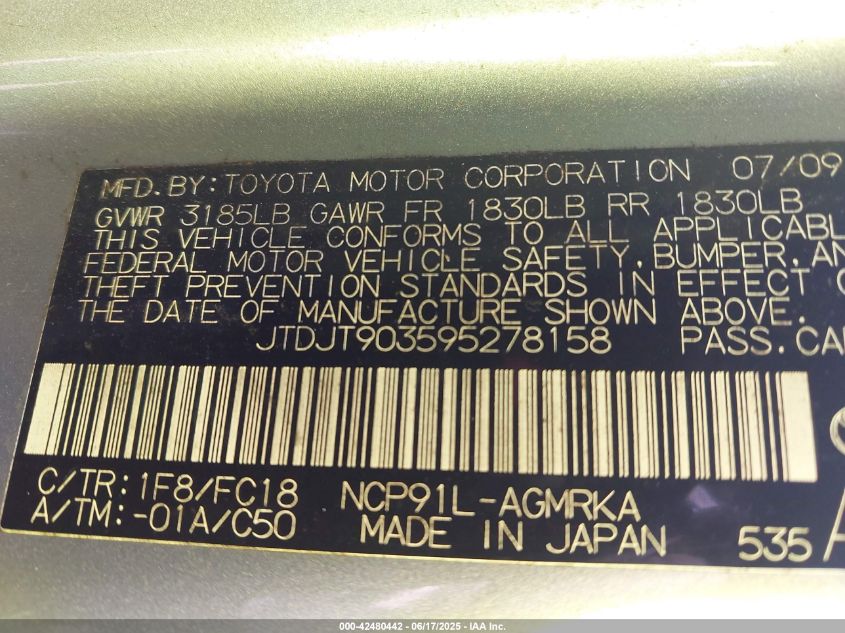 MFD. BY: TOYOTA MOTOR CORPORATION 07/09
GVWR 3185LB GAWR FR 1830LB RR 1830LB
THIS VEHICLE CONFORMS TO ALL APPLICABL
FEDERAL MOTOR VEHICLE SAFETY, BUMPER, AN
THEFT PREVENTION STANDARDS IN EFFECT O
THE DATE OF MANUFACTURE SHOWN ABOVE.
JTDJT903595278158 PASS. CA
C/TR: 1F8/FC18 NCP91L-AGMRKA
A/TM: -01A/C50 MADE IN JAPAN 535 A
000-42480442 - 06/17/2025 - IAA Inc.